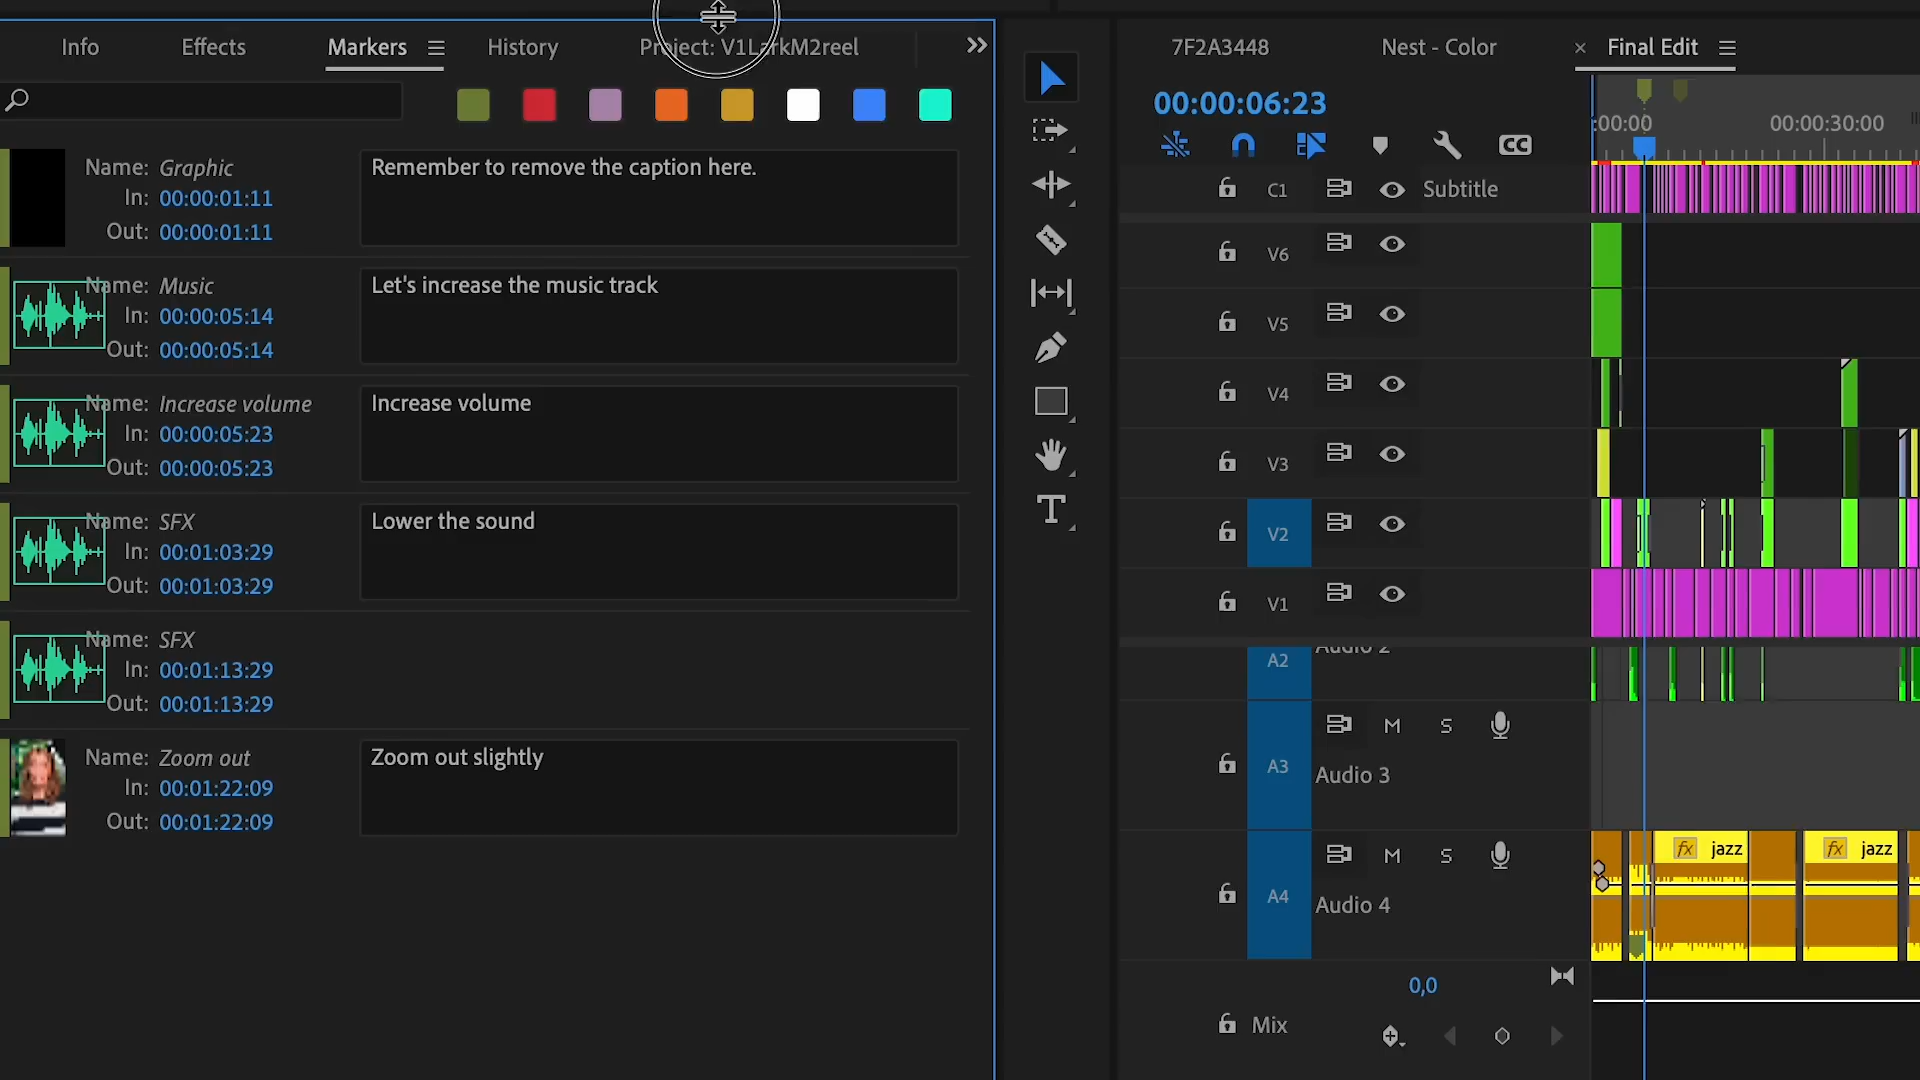 Info Effects Markers History Project: V1LarkM2reel
Name: Graphic
In: 00:00:01:11
Out: 00:00:01:11
Remember to remove the caption here.
Name: Music
In: 00:00:05:14
Out: 00:00:05:14
Let's increase the music track
Name: Increase volume
In: 00:00:05:23
Out: 00:00:05:23
Increase volume
Name: SFX
In: 00:01:03:29
Out: 00:01:03:29
Lower the sound
Name: SFX
In: 00:01:13:29
Out: 00:01:13:29
Name: Zoom out
In: 00:01:22:09
Out: 00:01:22:09
Zoom out slightly
T
7F2A3448 Nest - Color × Final Edit
00:00:06:23
:00:00 00:00:30:00
CC
C1 Subtitle
V6
V5
V4
V3
V2
V1
A2 Audio 2
A3 M S
Audio 3
A4 M S
Audio 4
fx jazz fx jazz
0,0
Mix